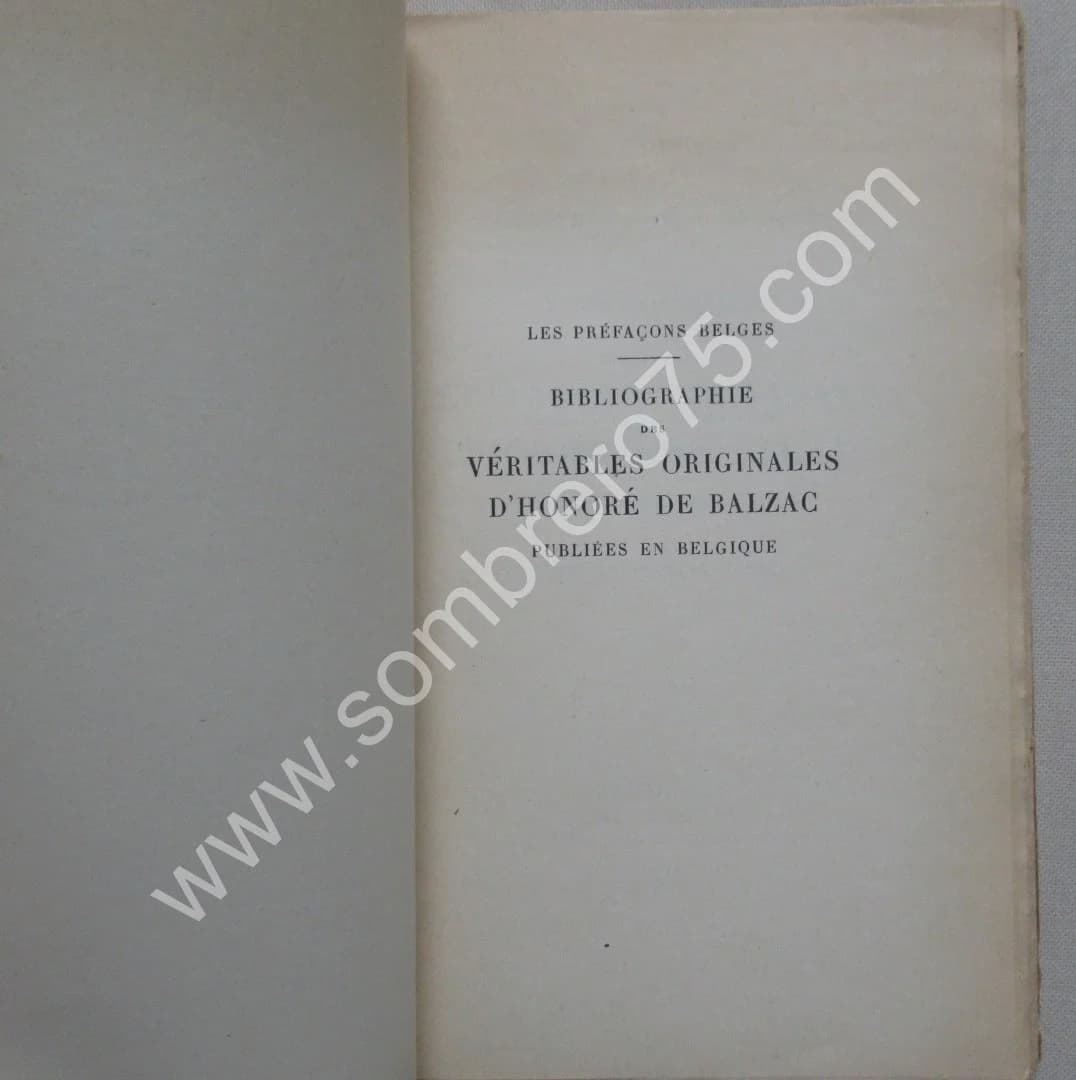 LES PRÉFAÇONS BELGES
BIBLIOGRAPHIE
DES
VÉRITABLES ORIGINALES
D'HONORÉ DE BALZAC
PUBLIÉES EN BELGIQUE
www.sombrero75.com